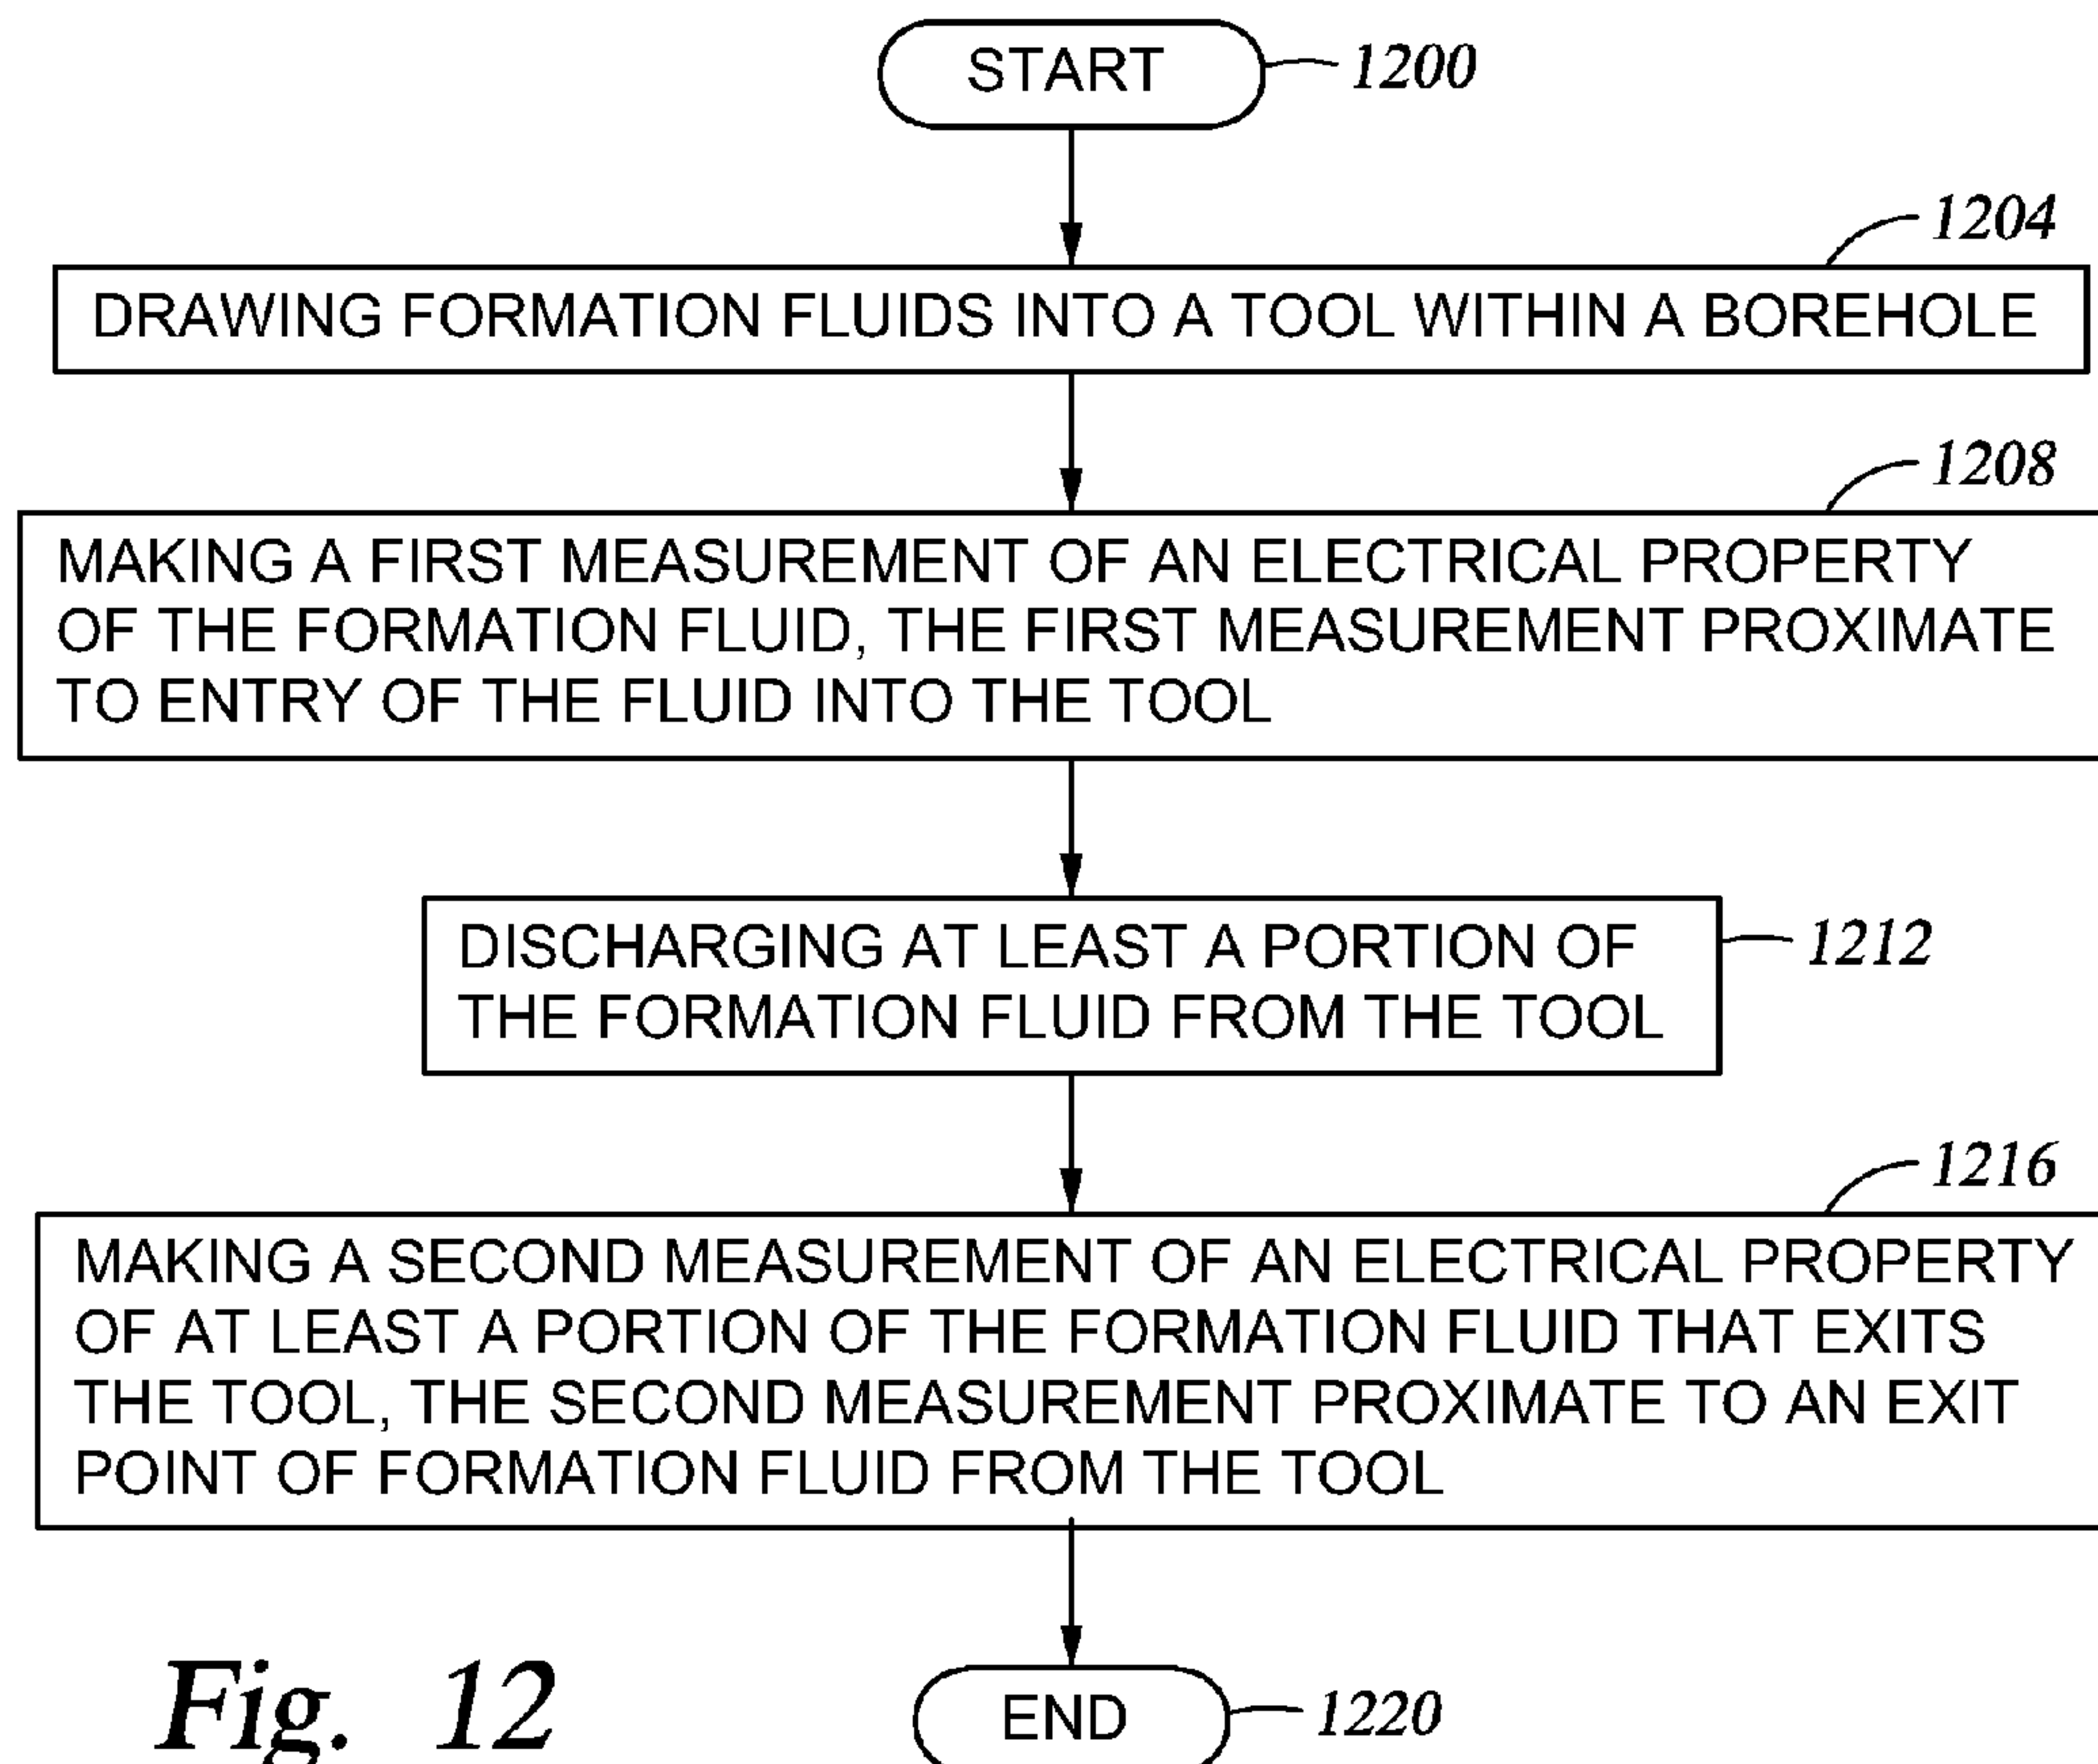 START
1200
1204
DRAWING FORMATION FLUIDS INTO A TOOL WITHIN A BOREHOLE
1208
MAKING A FIRST MEASUREMENT OF AN ELECTRICAL PROPERTY
OF THE FORMATION FLUID, THE FIRST MEASUREMENT PROXIMATE
TO ENTRY OF THE FLUID INTO THE TOOL
DISCHARGING AT LEAST A PORTION OF
THE FORMATION FLUID FROM THE TOOL
1212
1216
MAKING A SECOND MEASUREMENT OF AN ELECTRICAL PROPERTY
OF AT LEAST A PORTION OF THE FORMATION FLUID THAT EXITS
THE TOOL, THE SECOND MEASUREMENT PROXIMATE TO AN EXIT
POINT OF FORMATION FLUID FROM THE TOOL
END
1220
Fig. 12